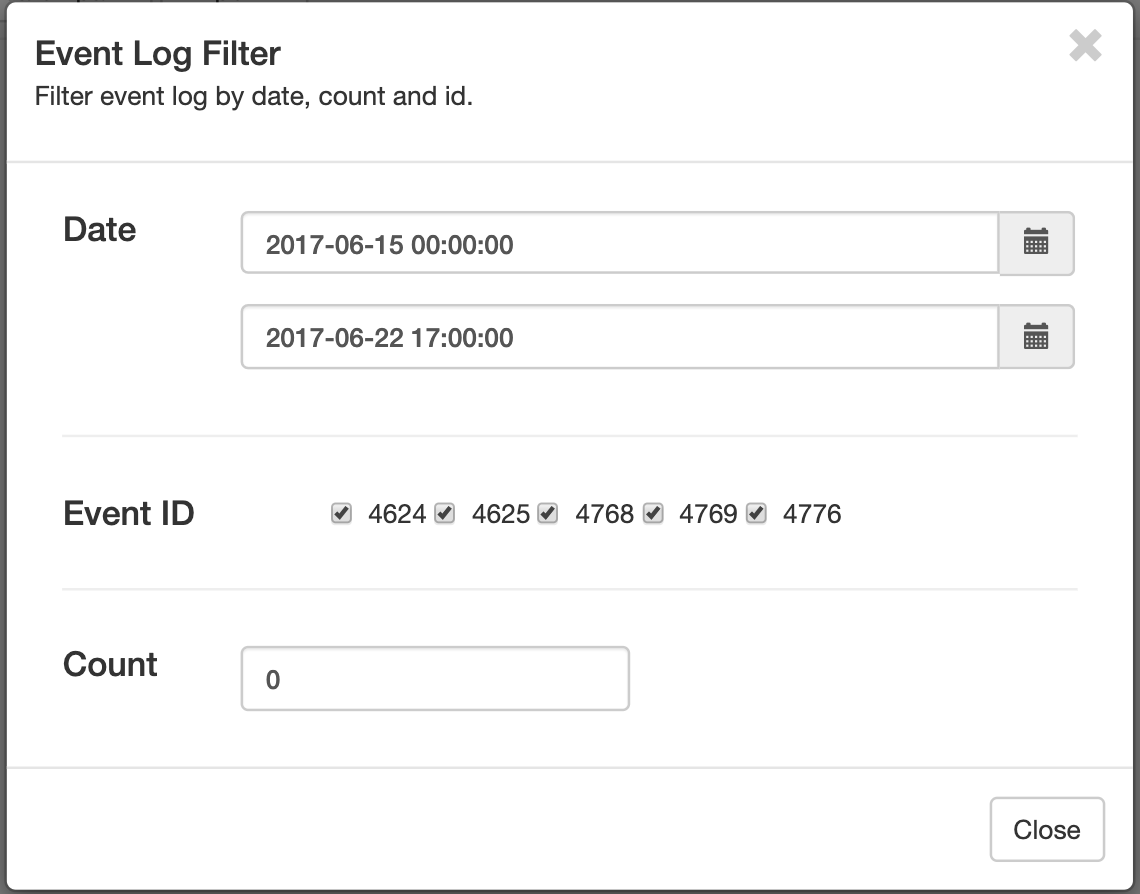 Event Log Filter
Filter event log by date, count and id.
Date
2017-06-15 00:00:00
2017-06-22 17:00:00
Event ID 4624 4625 4768 4769 4776
Count 0
Close